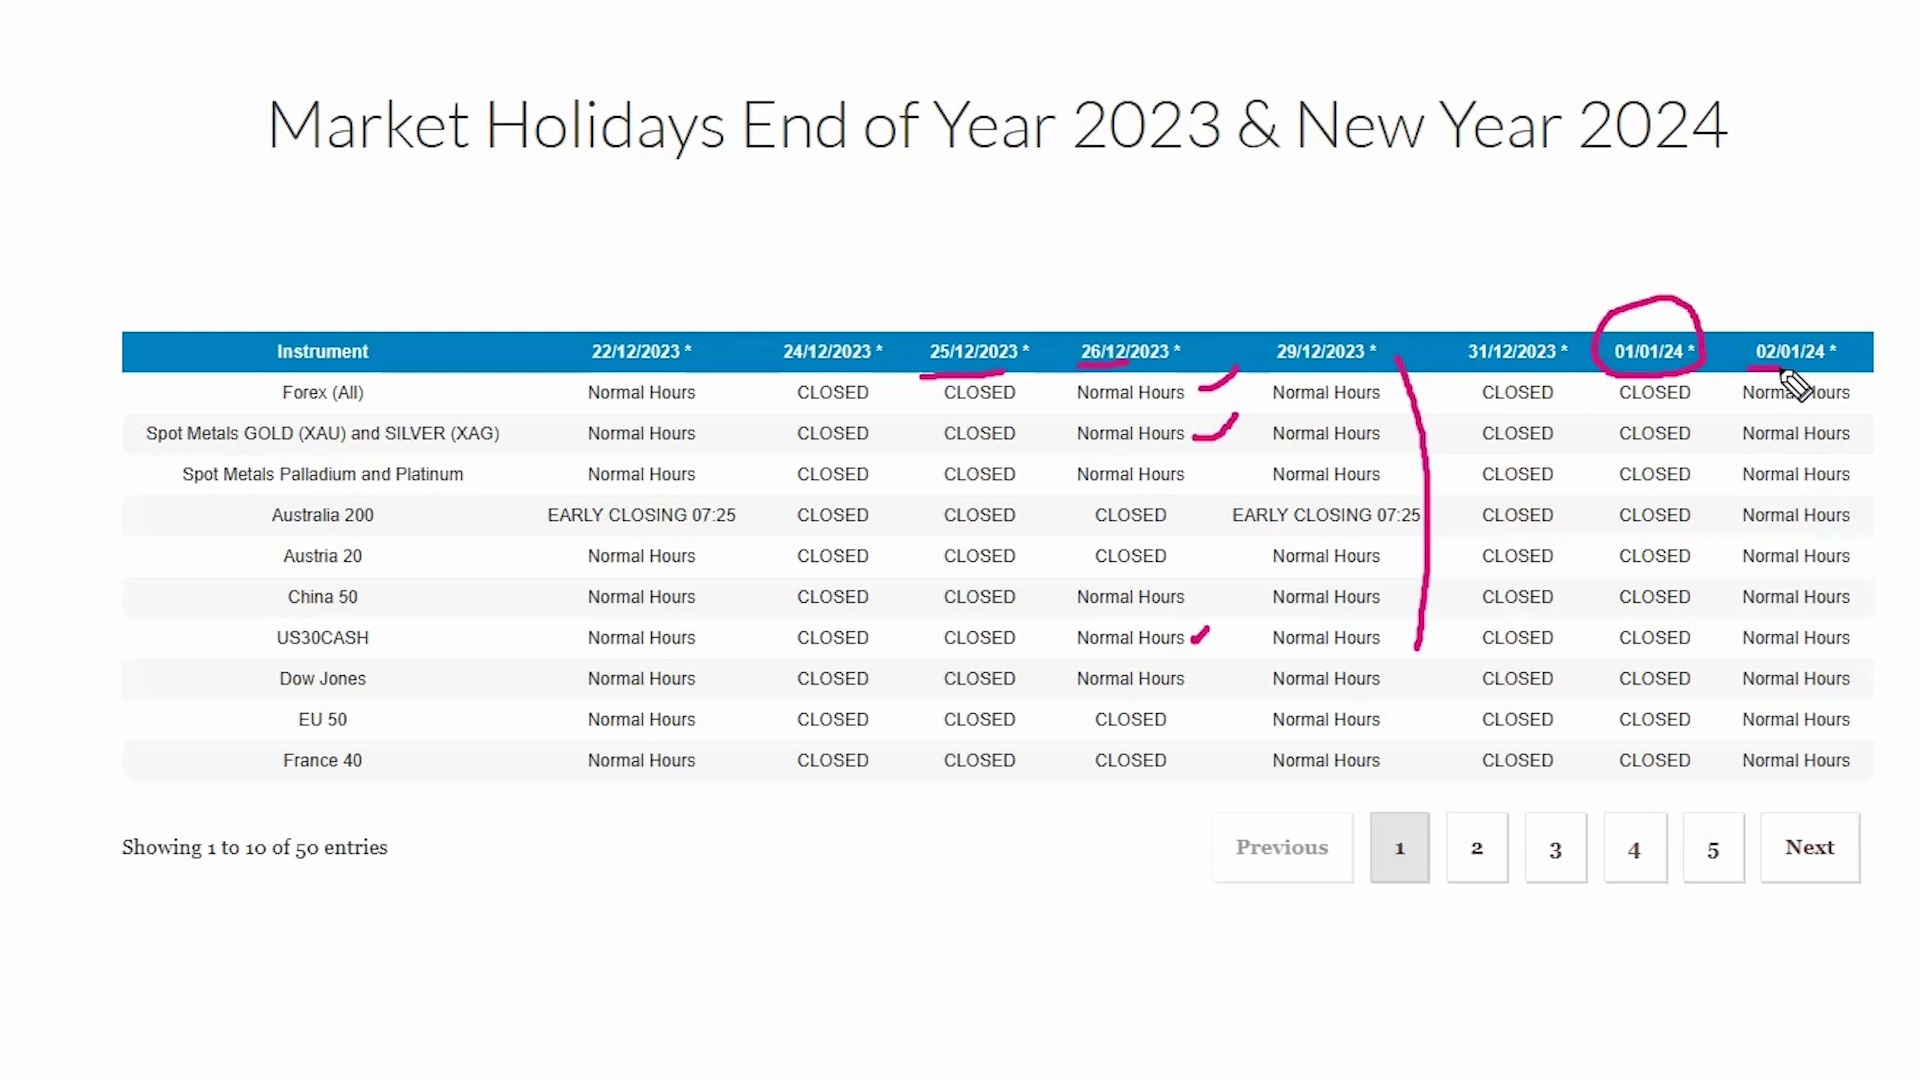 Market Holidays End of Year 2023 & New Year 2024
Instrument 22/12/2023 * 24/12/2023 * 25/12/2023 * 26/12/2023 * 29/12/2023 * 31/12/2023 * 01/01/24 * 02/01/24 *
Forex (All) Normal Hours CLOSED CLOSED Normal Hours Normal Hours CLOSED CLOSED Normal Hours
Spot Metals GOLD (XAU) and SILVER (XAG) Normal Hours CLOSED CLOSED Normal Hours Normal Hours CLOSED CLOSED Normal Hours
Spot Metals Palladium and Platinum Normal Hours CLOSED CLOSED Normal Hours Normal Hours CLOSED CLOSED Normal Hours
Australia 200 EARLY CLOSING 07:25 CLOSED CLOSED CLOSED EARLY CLOSING 07:25 CLOSED CLOSED Normal Hours
Austria 20 Normal Hours CLOSED CLOSED CLOSED Normal Hours CLOSED CLOSED Normal Hours
China 50 Normal Hours CLOSED CLOSED Normal Hours Normal Hours CLOSED CLOSED Normal Hours
US30CASH Normal Hours CLOSED CLOSED Normal Hours Normal Hours CLOSED CLOSED Normal Hours
Dow Jones Normal Hours CLOSED CLOSED Normal Hours Normal Hours CLOSED CLOSED Normal Hours
EU 50 Normal Hours CLOSED CLOSED CLOSED Normal Hours CLOSED CLOSED Normal Hours
France 40 Normal Hours CLOSED CLOSED CLOSED Normal Hours CLOSED CLOSED Normal Hours
Showing 1 to 10 of 50 entries Previous 1 2 3 4 5 Next